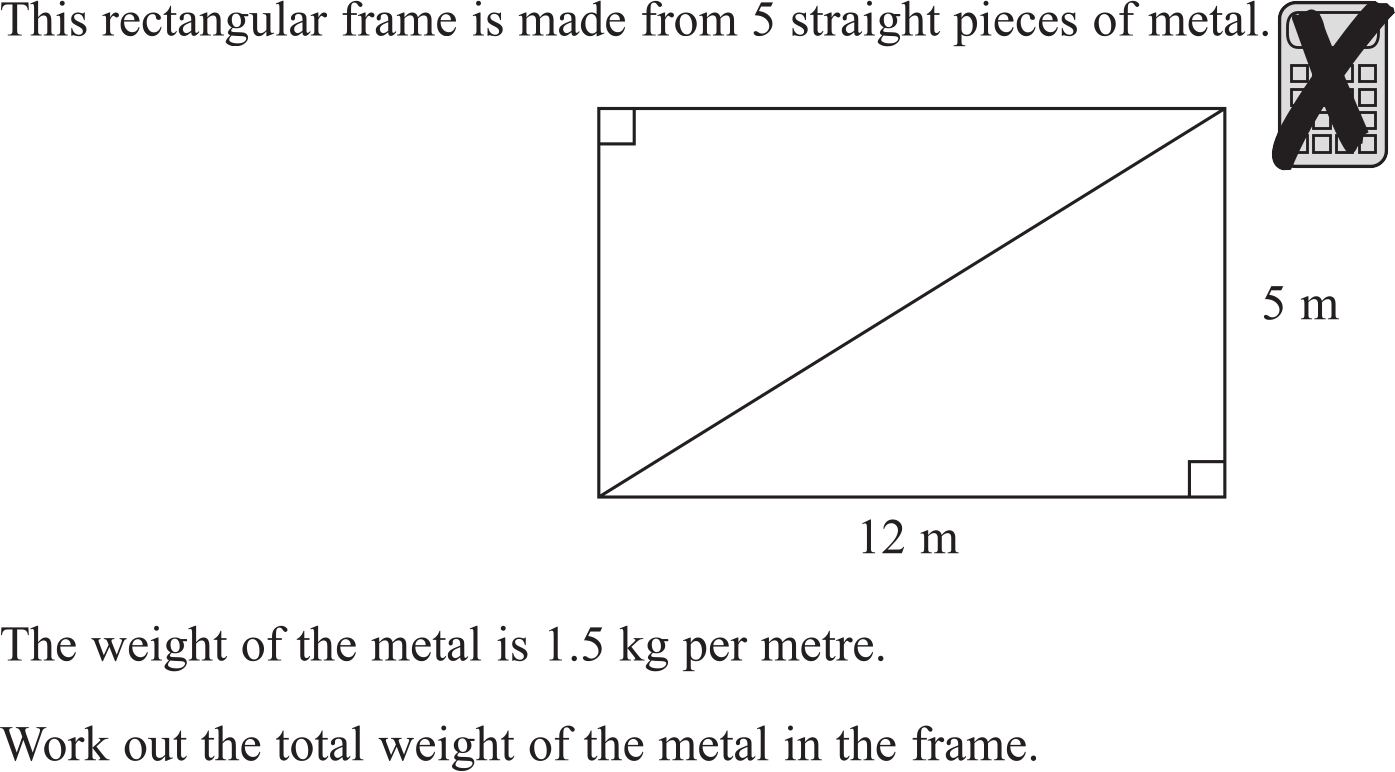 This rectangular frame is made from 5 straight pieces of metal.
5 m
12 m
The weight of the metal is 1.5 kg per metre.
Work out the total weight of the metal in the frame.